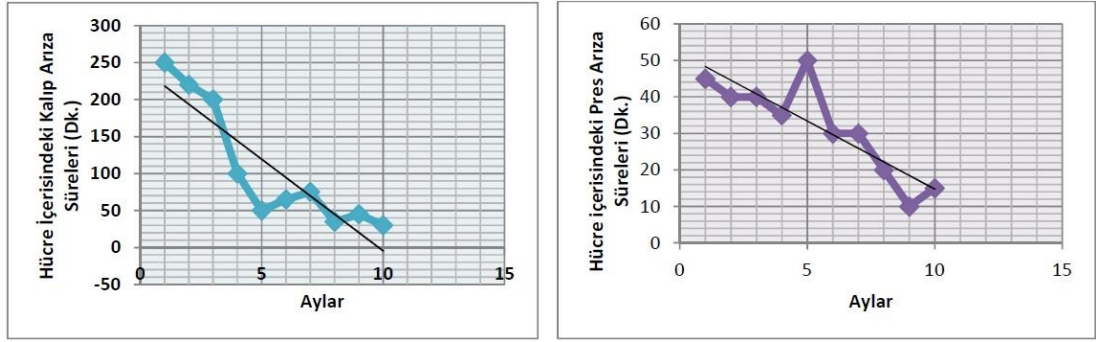 Hücre İçerisindeki Kalıp Arıza
Süreleri (Dk.)
300
250
200
150
100
50
0
-50
0 5 10 15
Aylar
Hücre içerisindeki Pres Arıza
Süreleri (Dk.)
60
50
40
30
20
10
0
0 5 10 15
Aylar